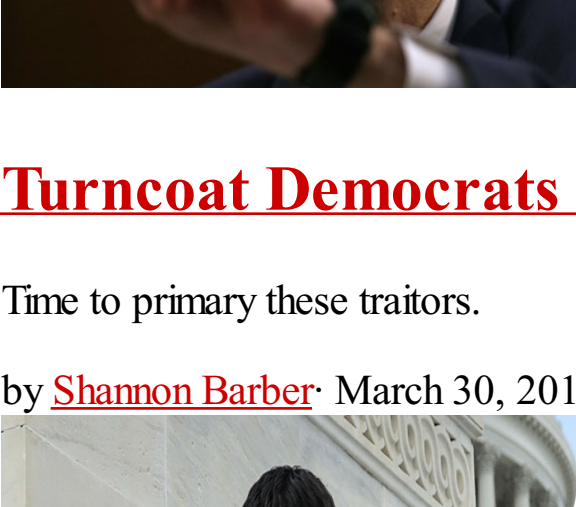 Turncoat Democrats
Time to primary these traitors.
by Shannon Barber· March 30, 201